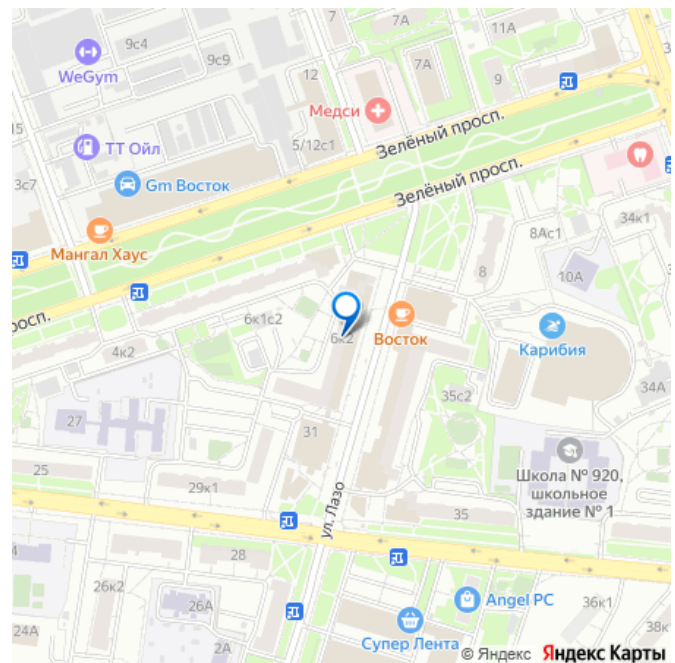 7
7А
11А
9с4
9с9
WeGym
12
7А
9
Медси
15
ТТ Ойл
5/12с1
Зелёный просп.
3с7
Gm Восток
Зелёный просп.
34к1
8Ас1
Мангал Хаус
8
10А
просп.
6к1с2
6к2
Восток
Карибия
4к2
35с2
34А
27
31
Школа № 920,
школьное
здание № 1
25
29к1
ул. Лазо
35
28
26к2
26А
Angel PC
36к1
24А
2А
Супер Лента
38к
© Яндекс Яндекс Карты